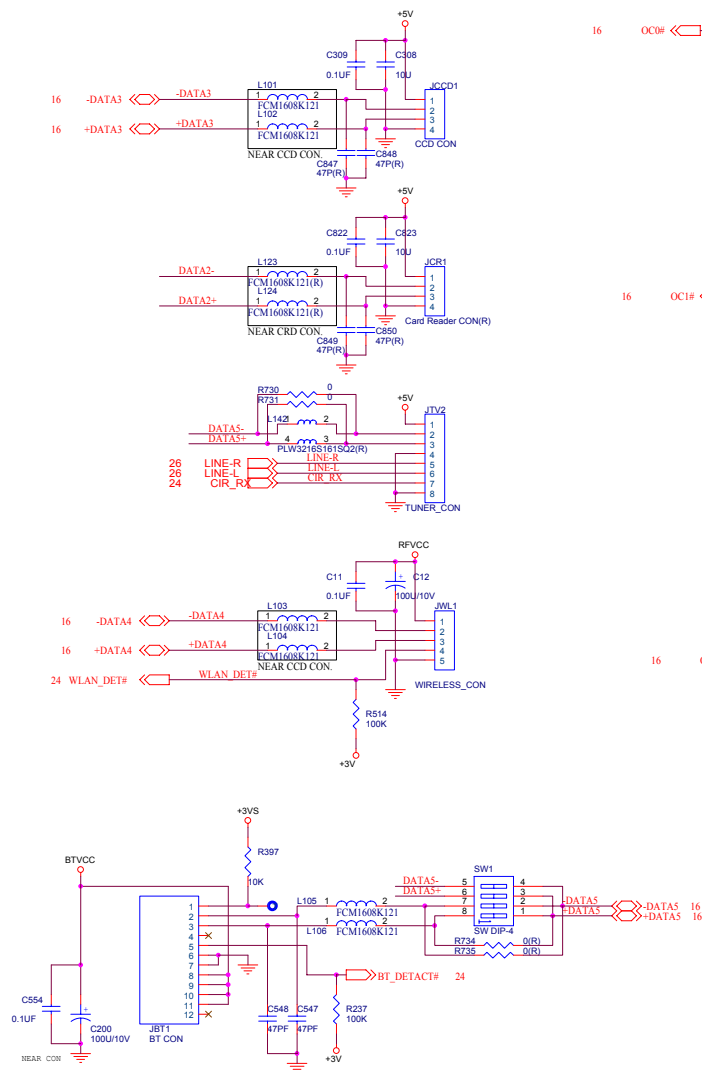 +5V
16 OC0#
C309 C308
0.1UF 10U
L101 JCCD1
16 -DATA3 -DATA3 1 2 1
FCM1608K121 2
L102 3
16 +DATA3 +DATA3 1 2 4
FCM1608K121 CCD CON
NEAR CCD CON.
C847 C848
47P(R) 47P(R)
+5V
C822 C823
0.1UF 10U
L123 JCR1
DATA2- 1 2 1
FCM1608K121(R) 2
L124 3
DATA2+ 1 2 4
16 OC1#
FCM1608K121(R) Card Reader CON(R)
NEAR CRD CON.
C849 C850
47P(R) 47P(R)
R730 0
R731 0
+5V
JTV2
L142 1 2 1
DATA5- 2
DATA5+ 4 3 3
PLW3216S161SQ2(R) 4
26 LINE-R LINE-R 5
26 LINE-L LINE-L 6
24 CIR_RX CIR_RX 7
8
TUNER_CON
RFVCC
C11 C12
0.1UF + 100U/10V
L103 JWL1
16 -DATA4 -DATA4 1 2 1
FCM1608K121 2
L104 3
16 +DATA4 +DATA4 1 2 4
FCM1608K121 5
NEAR CCD CON.
16
24 WLAN_DET# WLAN_DET#
WIRELESS_CON
R514
100K
+3V
+3VS
R397
10K
BTVCC
SW1
DATA5- 5 4
DATA5+ 6 3
7 2
8 1
SW DIP-4
-DATA5 -DATA5 16
+DATA5 +DATA5 16
L105 1 2
FCM1608K121
L106 1 2
FCM1608K121
R734 0(R)
R735 0(R)
1
2
3
4
5
6
7
8
9
10
11
12
JBT1
BT CON
BT_DETACT# 24
C554
0.1UF
+
C200
100U/10V
C548 C547
47PF 47PF
R237
100K
+3V
NEAR CON